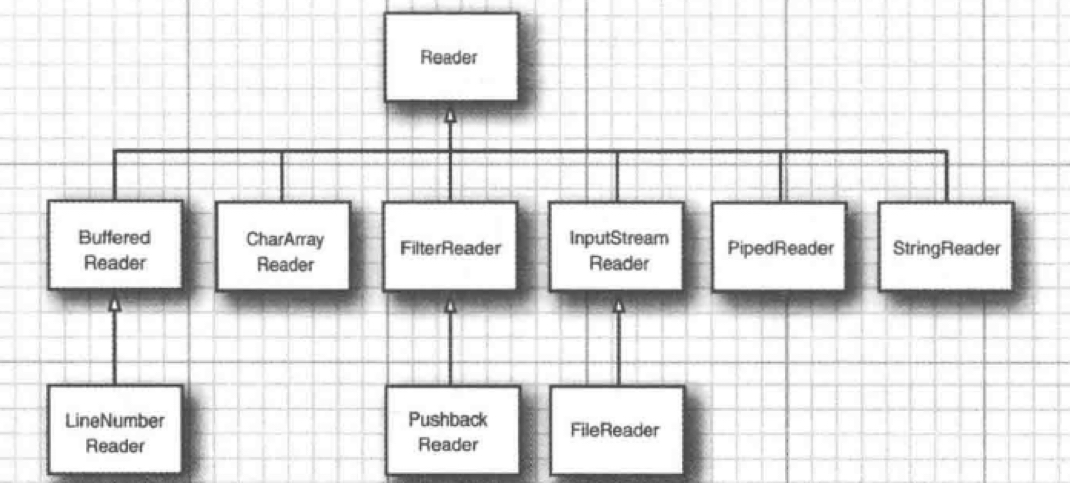 Reader
Buffered
Reader
CharArray
Reader
FilterReader
InputStream
Reader
PipedReader
StringReader
LineNumber
Reader
Pushback
Reader
FileReader